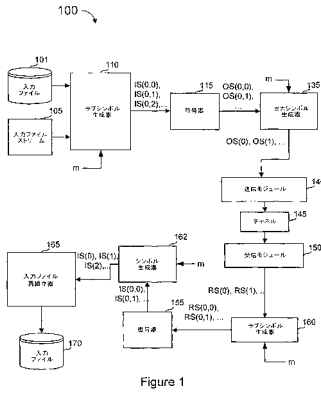 100
101
入力
ファイル
105
入力ファイル
ストリーム
110
サブシンボル
生成器
m
IS(0,0),
IS(0,1),
IS(0,2),...
115
符号器
OS(0,0),
OS(0,1),...
m
135
出力シンボル
生成器
OS(0), OS(1), ...
140
送信モジュール
145
チャネル
150
受信モジュール
RS(0), RS(1), ...
160
サブシンボル
生成器
m
RS(0,0),
RS(0,1), ...
155
復号器
IS(0,0),
IS(0,1),...
162
シンボル
生成器
m
IS(0), IS(1),
IS(2),...
165
入力ファイル
再編成器
170
入力
ファイル
Figure 1